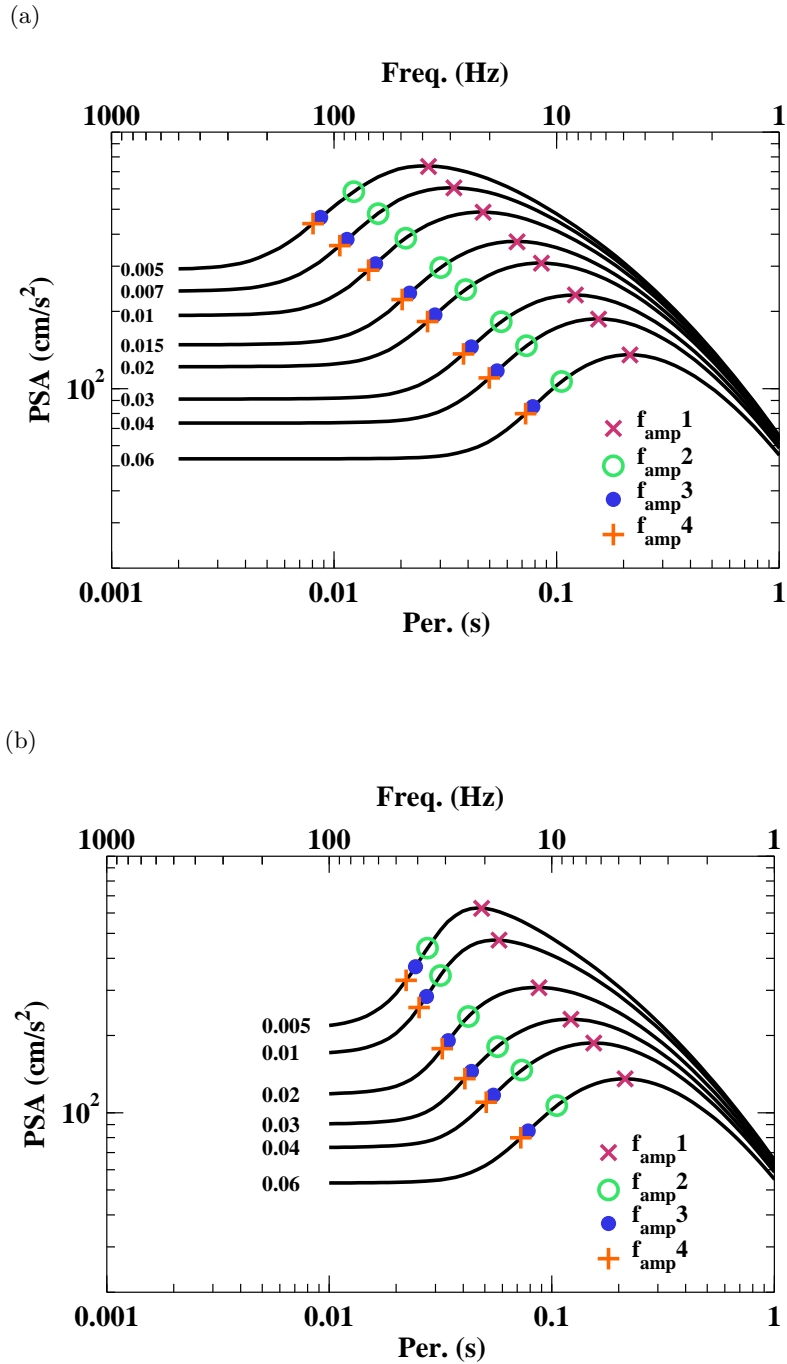 (a)
Freq. (Hz)
1000 100 10 1
PSA (cm/s²)
10²
0.005
0.007
0.01
0.015
0.02
0.03
0.04
0.06
f_amp1
f_amp2
f_amp3
f_amp4
0.001 0.01 0.1 1
Per. (s)
(b)
Freq. (Hz)
1000 100 10 1
PSA (cm/s²)
10²
0.005
0.01
0.02
0.03
0.04
0.06
f_amp1
f_amp2
f_amp3
f_amp4
0.001 0.01 0.1 1
Per. (s)